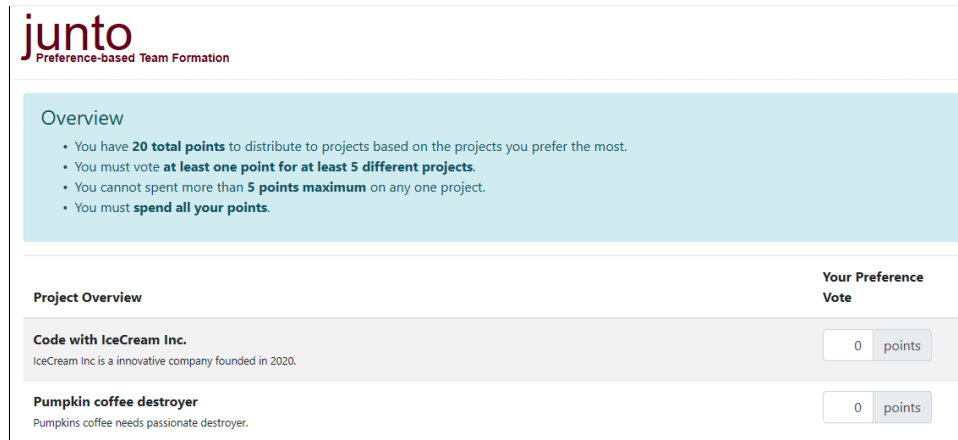 junto
Preference-based Team Formation
Overview
• You have 20 total points to distribute to projects based on the projects you prefer the most.
• You must vote at least one point for at least 5 different projects.
• You cannot spent more than 5 points maximum on any one project.
• You must spend all your points.
Project Overview
Your Preference
Vote
Code with IceCream Inc.
IceCream Inc is a innovative company founded in 2020.
0 points
Pumpkin coffee destroyer
Pumpkins coffee needs passionate destroyer.
0 points